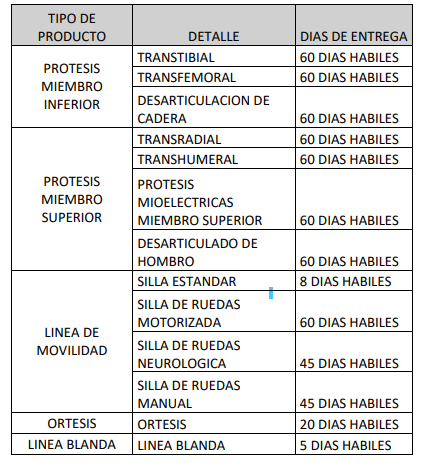 TIPO DE
PRODUCTO
DETALLE
DIAS DE ENTREGA
PROTESIS
MIEMBRO
INFERIOR
TRANSTIBIAL
60 DIAS HABILES
TRANSFEMORAL
60 DIAS HABILES
DESARTICULACION DE
CADERA
60 DIAS HABILES
PROTESIS
MIEMBRO
SUPERIOR
TRANSRADIAL
60 DIAS HABILES
TRANSHUMERAL
60 DIAS HABILES
PROTESIS
MIOELECTRICAS
MIEMBRO SUPERIOR
60 DIAS HABILES
DESARTICULADO DE
HOMBRO
60 DIAS HABILES
LINEA DE
MOVILIDAD
SILLA ESTANDAR
8 DIAS HABILES
SILLA DE RUEDAS
MOTORIZADA
60 DIAS HABILES
SILLA DE RUEDAS
NEUROLOGICA
45 DIAS HABILES
SILLA DE RUEDAS
MANUAL
45 DIAS HABILES
ORTESIS
ORTESIS
20 DIAS HABILES
LINEA BLANDA
LINEA BLANDA
5 DIAS HABILES